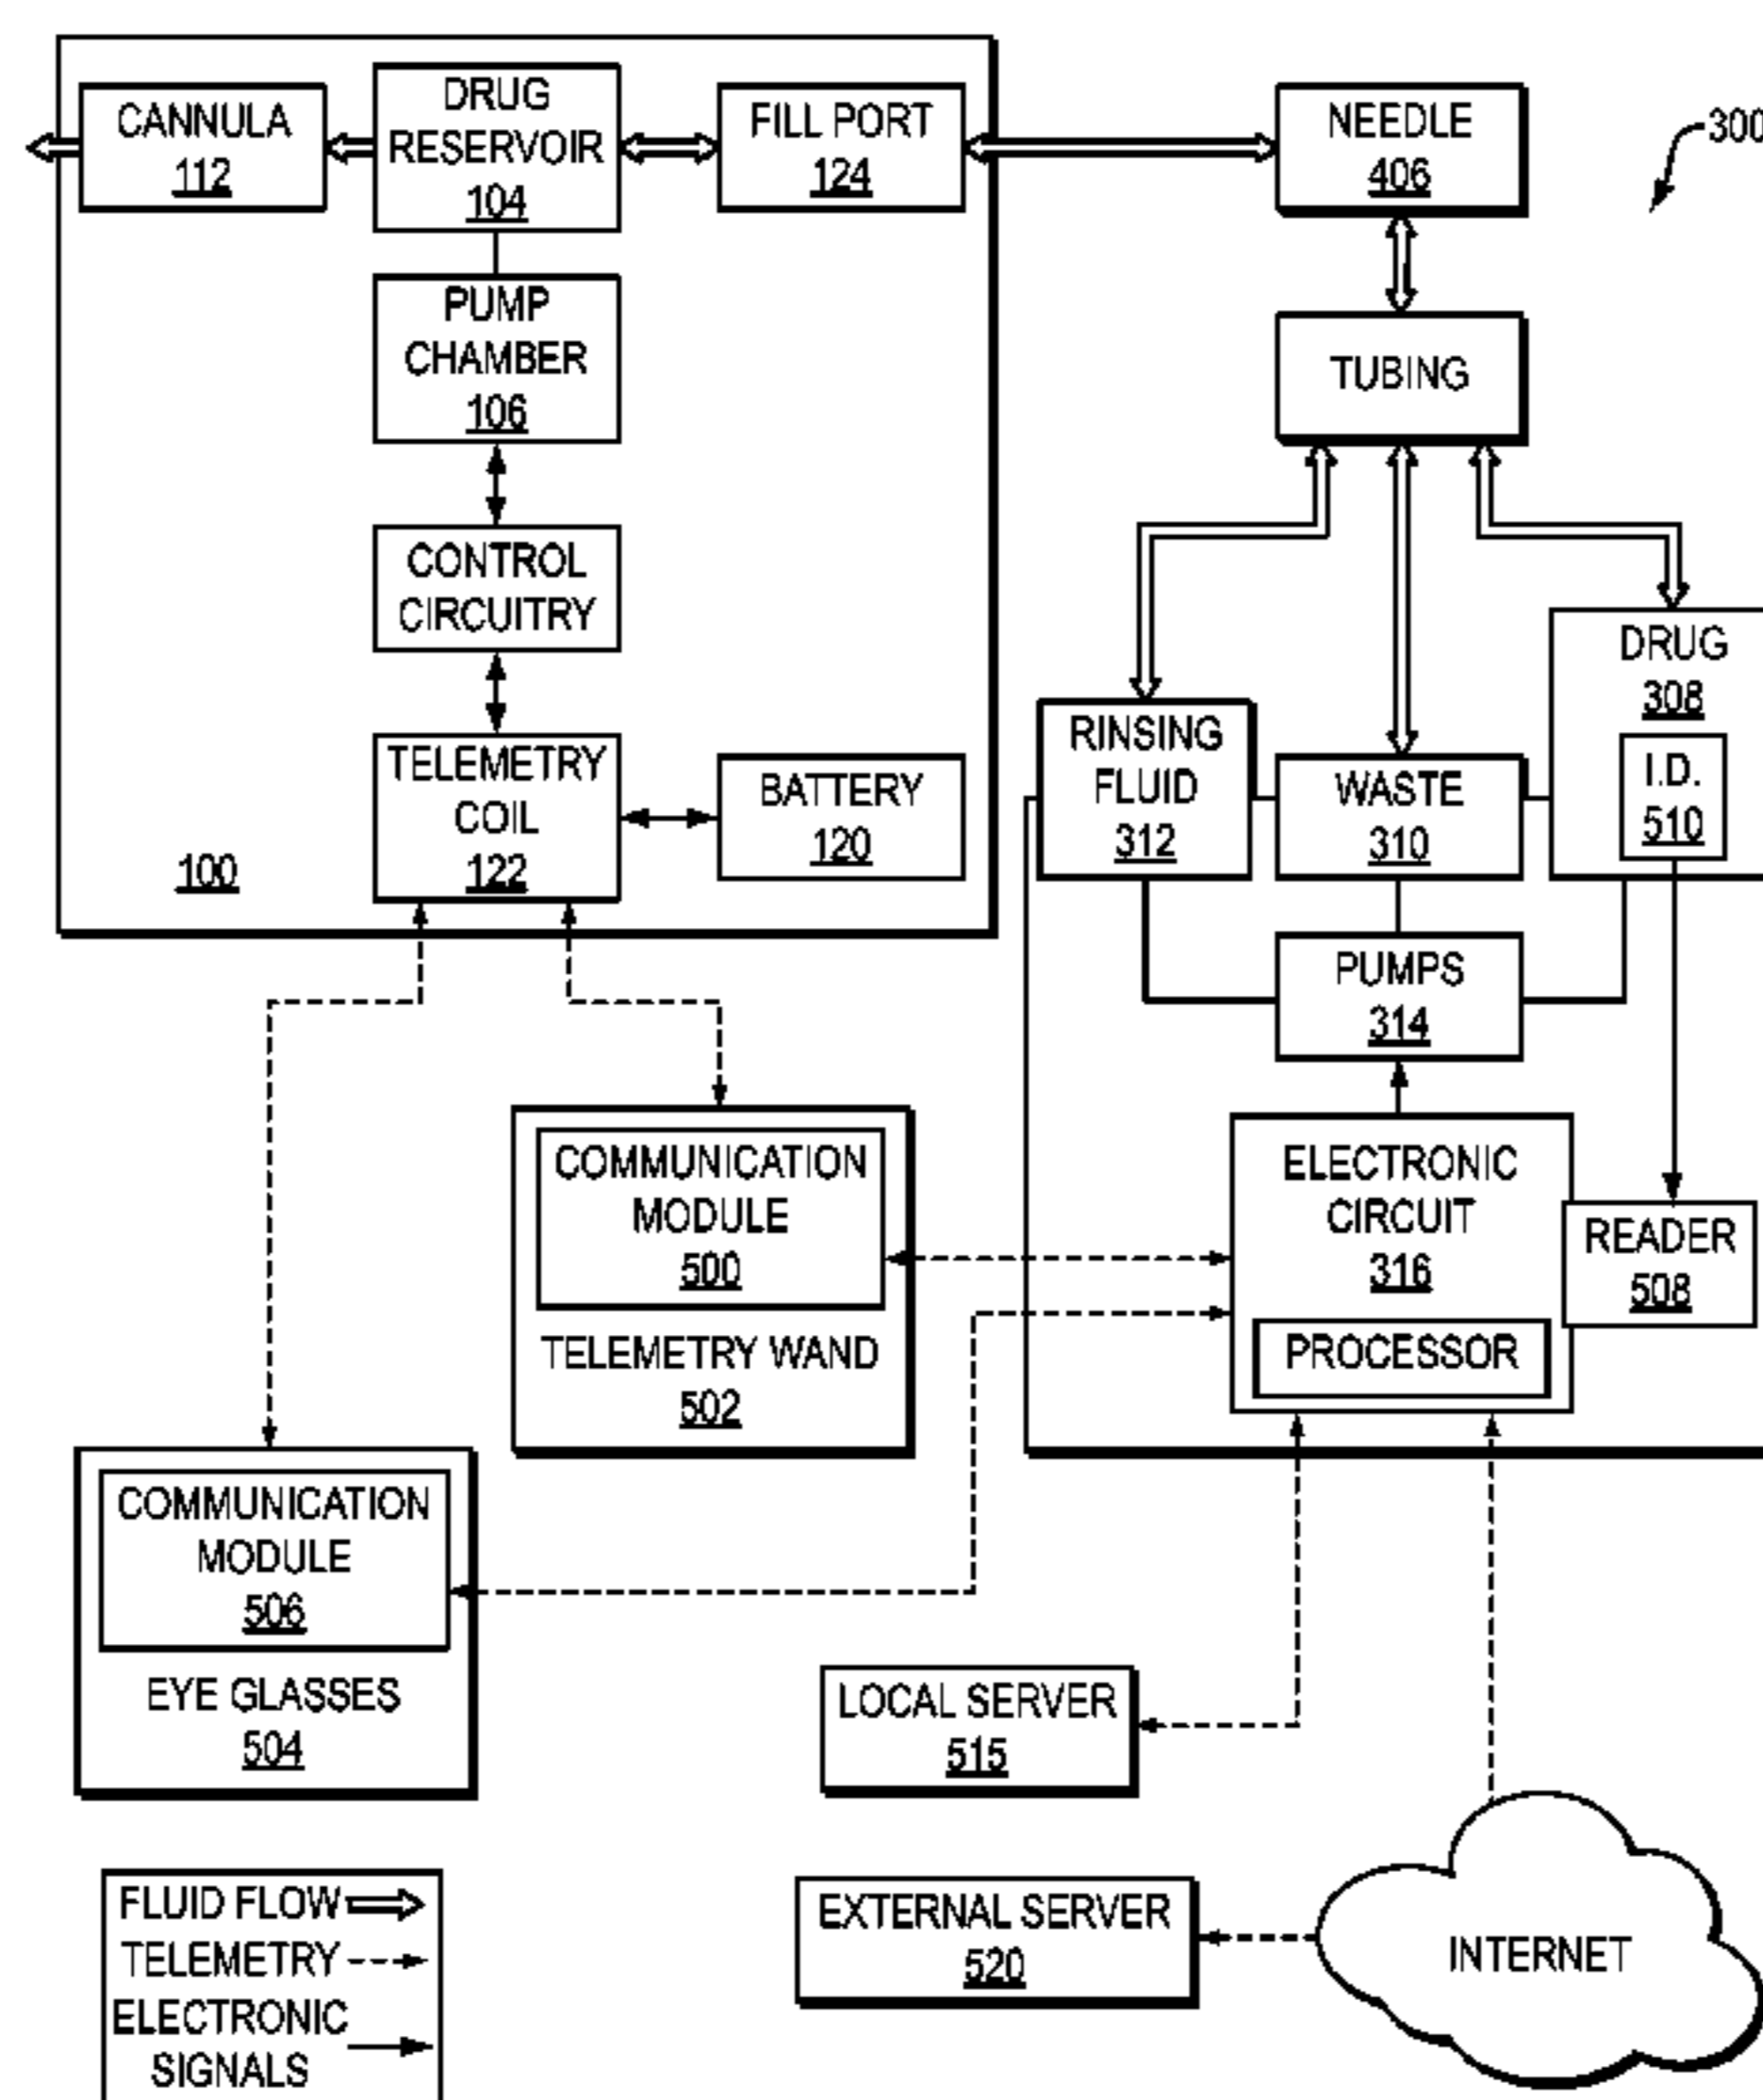 CANNULA
112
DRUG
RESERVOIR
104
FILL PORT
124
NEEDLE
406
300
PUMP
CHAMBER
106
TUBING
CONTROL
CIRCUITRY
TELEMETRY
COIL
122
BATTERY
120
100
RINSING
FLUID
312
WASTE
310
DRUG
308
I.D.
510
PUMPS
314
COMMUNICATION
MODULE
500
TELEMETRY WAND
502
ELECTRONIC
CIRCUIT
316
PROCESSOR
READER
508
COMMUNICATION
MODULE
506
EYE GLASSES
504
LOCAL SERVER
515
EXTERNAL SERVER
520
INTERNET
FLUID FLOW
TELEMETRY
ELECTRONIC
SIGNALS